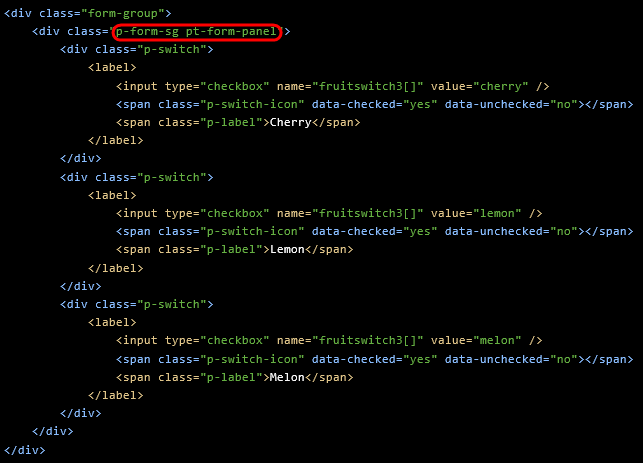 <div class="form-group">
<div class="p-form-sg pt-form-panel">
<div class="p-switch">
<label>
<input type="checkbox" name="fruitswitch3[]" value="cherry" />
<span class="p-switch-icon" data-checked="yes" data-unchecked="no"></span>
<span class="p-label">Cherry</span>
</label>
</div>
<div class="p-switch">
<label>
<input type="checkbox" name="fruitswitch3[]" value="lemon" />
<span class="p-switch-icon" data-checked="yes" data-unchecked="no"></span>
<span class="p-label">Lemon</span>
</label>
</div>
<div class="p-switch">
<label>
<input type="checkbox" name="fruitswitch3[]" value="melon" />
<span class="p-switch-icon" data-checked="yes" data-unchecked="no"></span>
<span class="p-label">Melon</span>
</label>
</div>
</div>
</div>